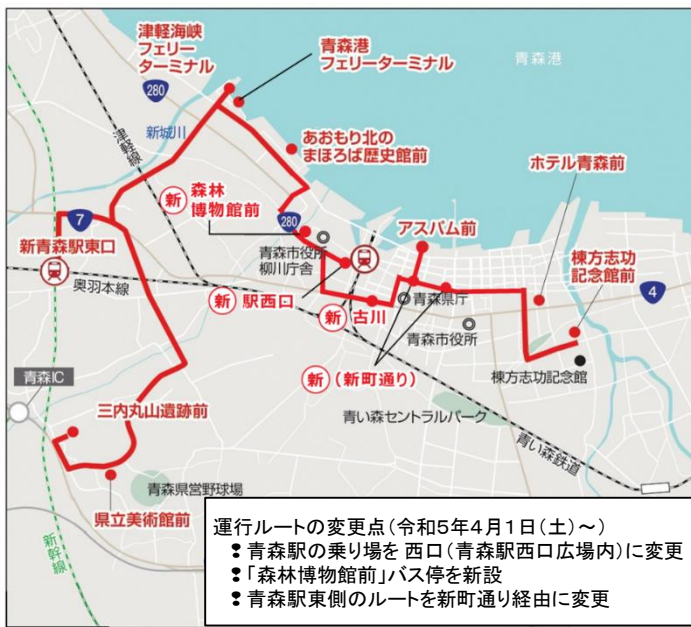 津軽海峡
フェリー
ターミナル
青森港
フェリーターミナル
青森港
280
新城川
津軽線
あおもり北の
まほろば歴史館前
ホテル青森前
新 森林
博物館前
7
280
アスパム前
棟方志功
記念館前
新青森駅東口
青森市役所
柳川庁舎
4
奥羽本線
新 駅西口
新 古川
青森県庁
青森市役所
新 (新町通り)
棟方志功記念館
青森IC
三内丸山遺跡前
青い森セントラルパーク
青い森鉄道
青森県営野球場
県立美術館前
新幹線
運行ルートの変更点(令和5年4月1日(土)~)
❢青森駅の乗り場を 西口(青森駅西口広場内)に変更
❢「森林博物館前」バス停を新設
❢青森駅東側のルートを新町通り経由に変更